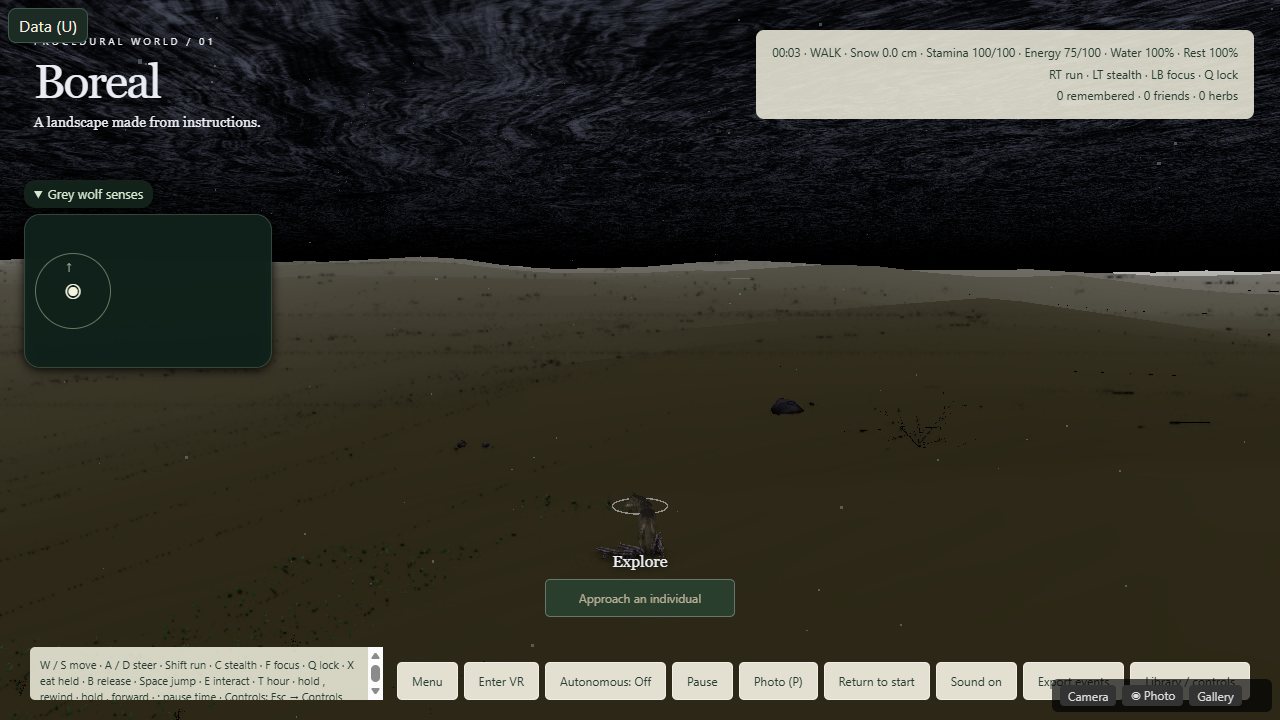 Data (U)
PROCEDURAL WORLD / 01
Boreal
A landscape made from instructions.
00:03 · WALK · Snow 0.0 cm · Stamina 100/100 · Energy 75/100 · Water 100% · Rest 100%
RT run · LT stealth · LB focus · Q lock
0 remembered · 0 friends · 0 herbs
▼ Grey wolf senses
↑
Explore
Approach an individual
W / S move · A / D steer · Shift run · C stealth · F focus · Q lock · X
eat held · B release · Space jump · E interact · T hour · hold ,
rewind · hold . forward · ; pause time · Controls: Esc → Controls
Menu
Enter VR
Autonomous: Off
Pause
Photo (P)
Return to start
Sound on
Export events
Library / controls
Camera
◉ Photo
Gallery